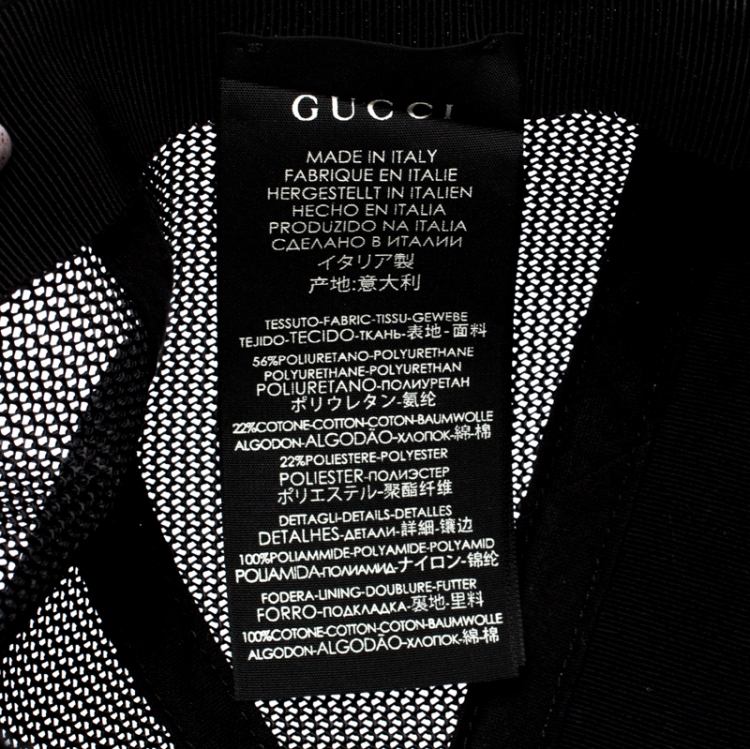 GUCCI
MADE IN ITALY
FABRIQUE EN ITALIE
HERGESTELLT IN ITALIEN
HECHO EN ITALIA
PRODUZIDO NA ITALIA
СДЕЛАНО В ИТАЛИИ
イタリア製
产地:意大利
TESSUTO-FABRIC-TISSU-GEWEBE
TEJIDO-TECIDO-ТКАНЬ-表地-面料
56%POLIURETANO-POLYURETHANE
POLYURETHANE-POLYURETHAN
POLIURETANO-ПОЛИУРЕТАН
ポリウレタン-氨纶
22%COTONE-COTTON-COTON-BAUMWOLLE
ALGODON-ALGODÃO-ХЛОПОК-綿-棉
22%POLIESTERE-POLYESTER
POLIESTER-ПОЛИЭСТЕР
ポリエステル-聚酯纤维
DETTAGLI-DETAILS-DETALLES
DETALHES-ДЕТАЛИ-詳細-镶边
100%POLIAMMIDE-POLYAMIDE-POLYAMID
POLIAMIDA-ПОЛИАМИД-ナイロン-锦纶
FODERA-LINING-DOUBLURE-FUTTER
FORRO-ПОДКЛАДКА-裏地-里料
100%COTONE-COTTON-COTON-BAUMWOLLE
ALGODON-ALGODÃO-ХЛОПОК-綿-棉